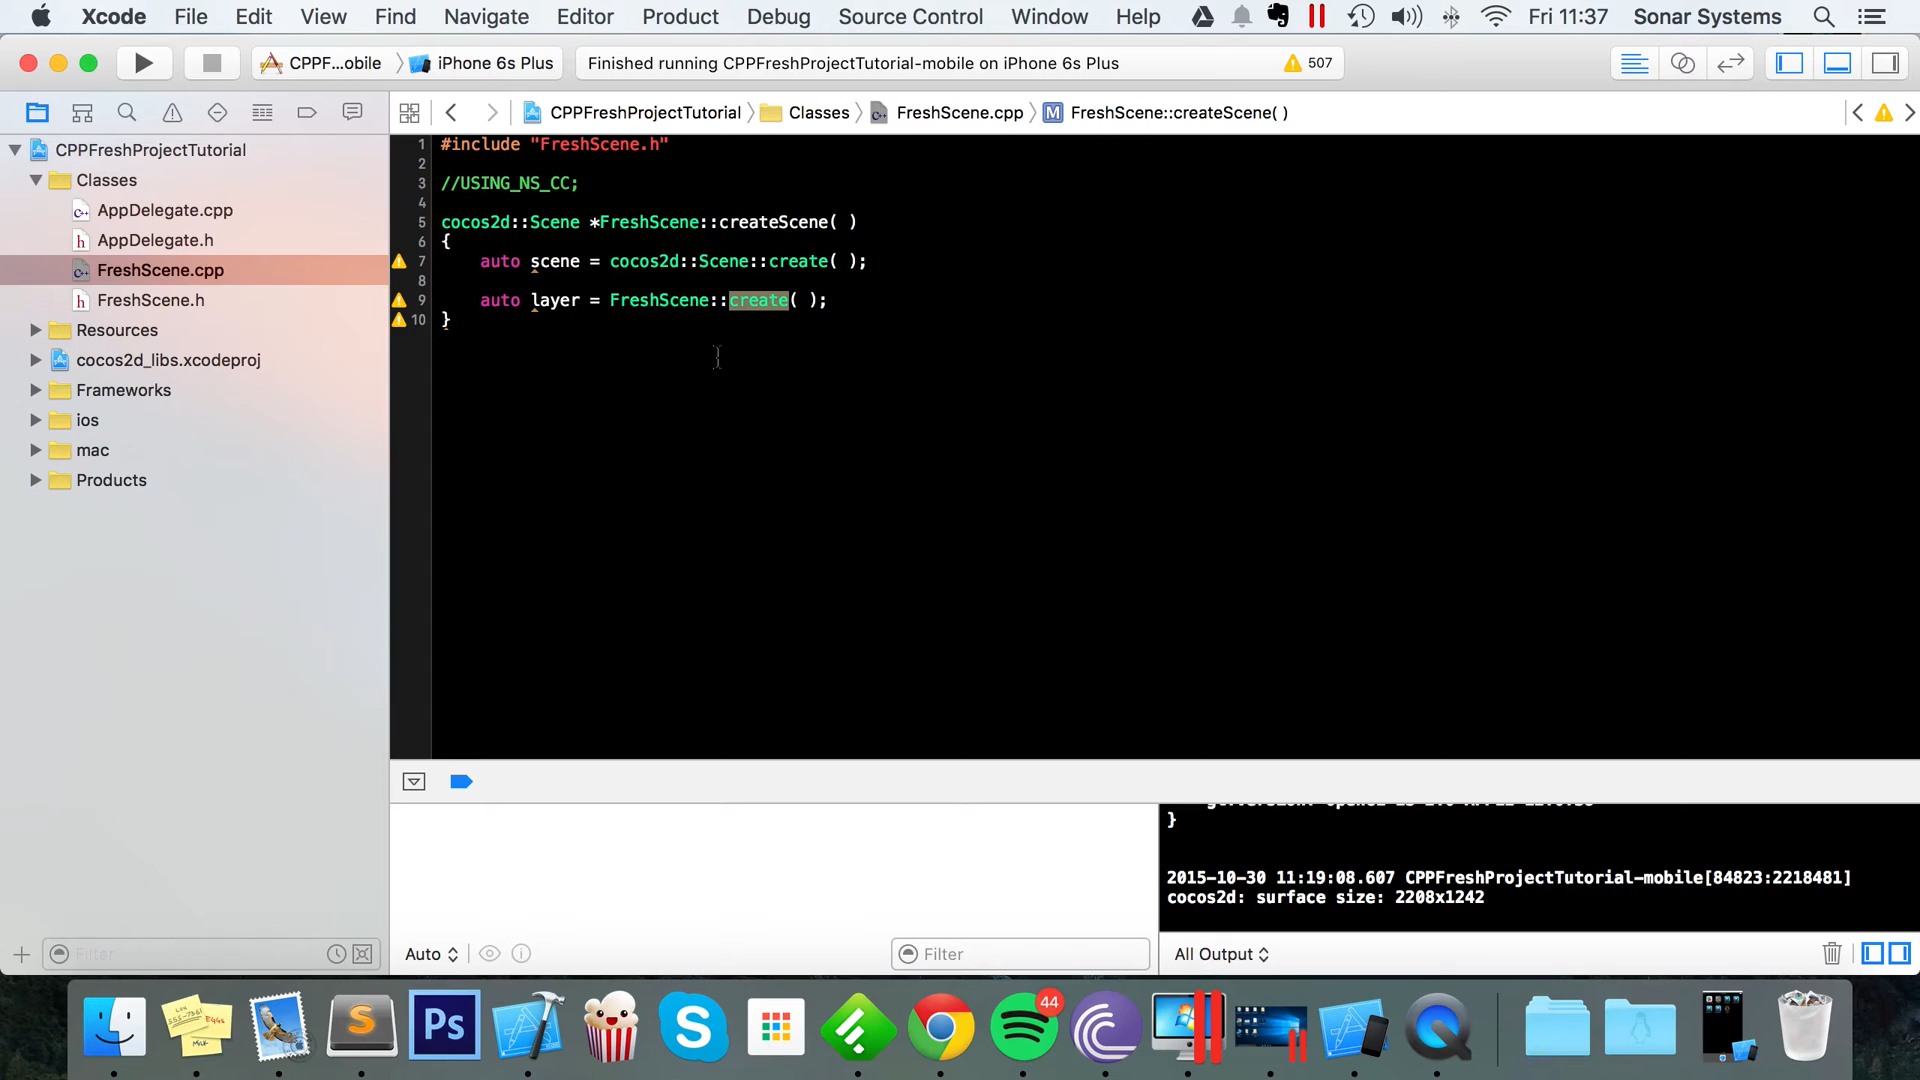 Xcode File Edit View Find Navigate Editor Product Debug Source Control Window Help Fri 11:37 Sonar Systems
CPPF...obile iPhone 6s Plus Finished running CPPFreshProjectTutorial-mobile on iPhone 6s Plus 507
CPPFreshProjectTutorial Classes FreshScene.cpp M FreshScene::createScene( )
CPPFreshProjectTutorial
Classes
AppDelegate.cpp
AppDelegate.h
FreshScene.cpp
FreshScene.h
Resources
cocos2d_libs.xcodeproj
Frameworks
ios
mac
Products
1 #include "FreshScene.h"
2
3 //USING_NS_CC;
4
5 cocos2d::Scene *FreshScene::createScene( )
6 {
7 auto scene = cocos2d::Scene::create( );
8
9 auto layer = FreshScene::create( );
10 }
}
2015-10-30 11:19:08.607 CPPFreshProjectTutorial-mobile[84823:2218481]
cocos2d: surface size: 2208x1242
Filter Auto Filter All Output
44
Ps